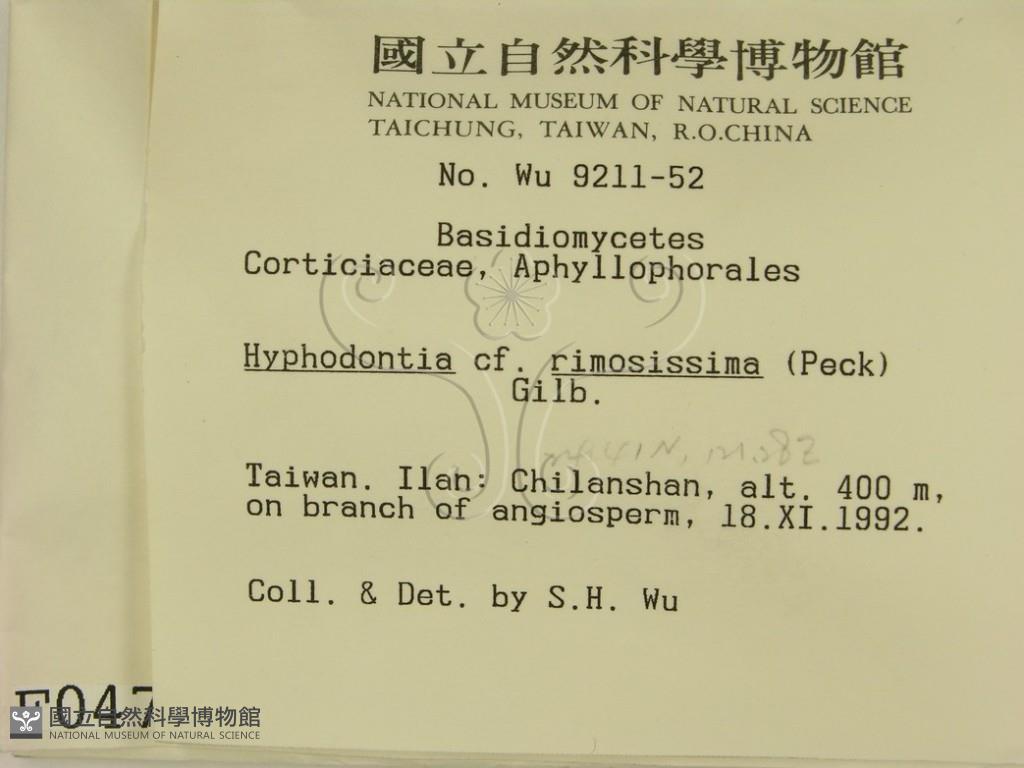 國立自然科學博物館
NATIONAL MUSEUM OF NATURAL SCIENCE
TAICHUNG, TAIWAN, R.O.CHINA
No. Wu 9211-52
Basidiomycetes
Corticiaceae, Aphyllophorales
Hyphodontia cf. rimosissima (Peck)
Gilb.
Taiwan. Ilan: Chilanshan, alt. 400 m,
on branch of angiosperm, 18.XI.1992.
Coll. & Det. by S.H. Wu
F047
國立自然科學博物館
NATIONAL MUSEUM OF NATURAL SCIENCE